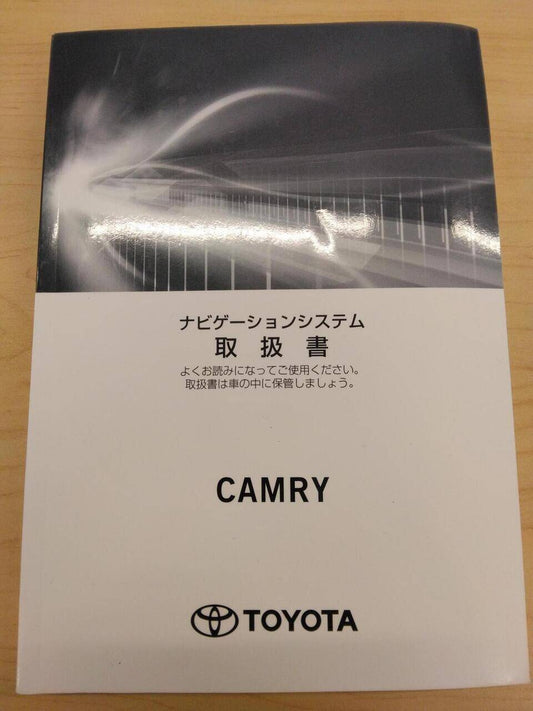 ナビゲーションシステム
取扱書
よくお読みになってご使用ください。
取扱書は車の中に保管しましょう。
CAMRY
TOYOTA